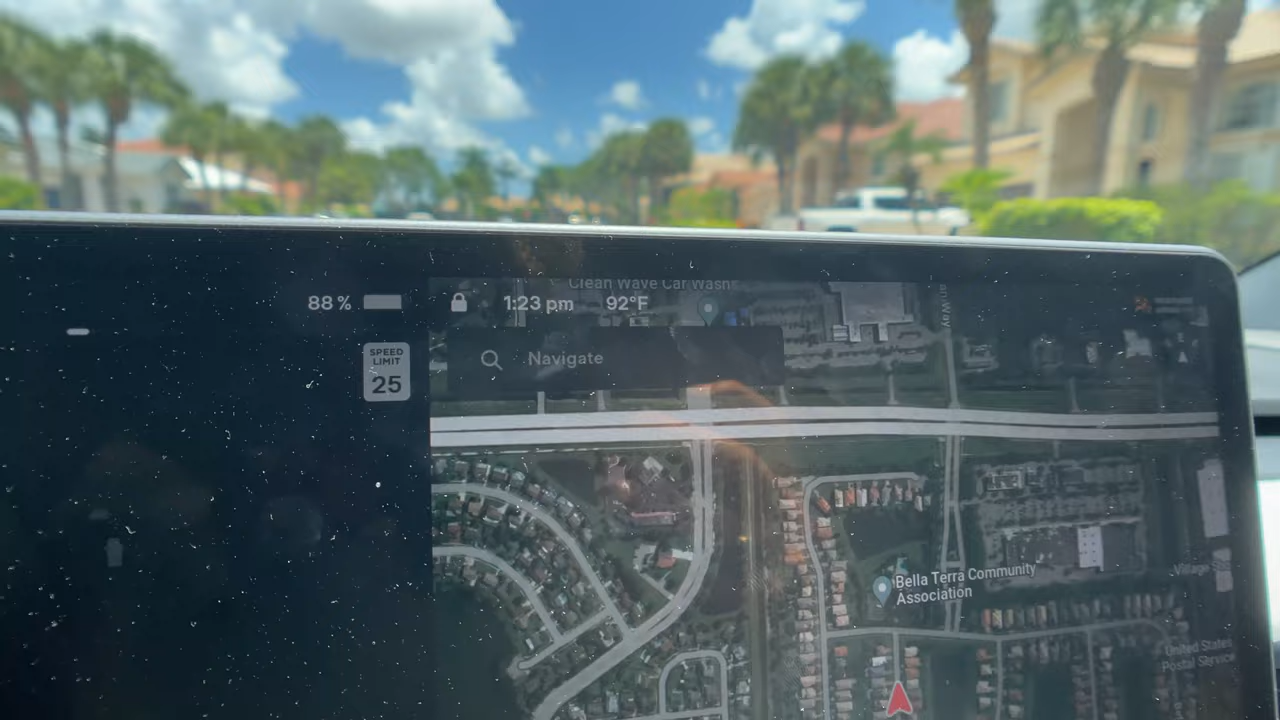 Clean Wave Car Wash
88%
1:23 pm
92°F
SPEED
LIMIT
25
Navigate
Bella Terra Community
Association
United States
Postal Service